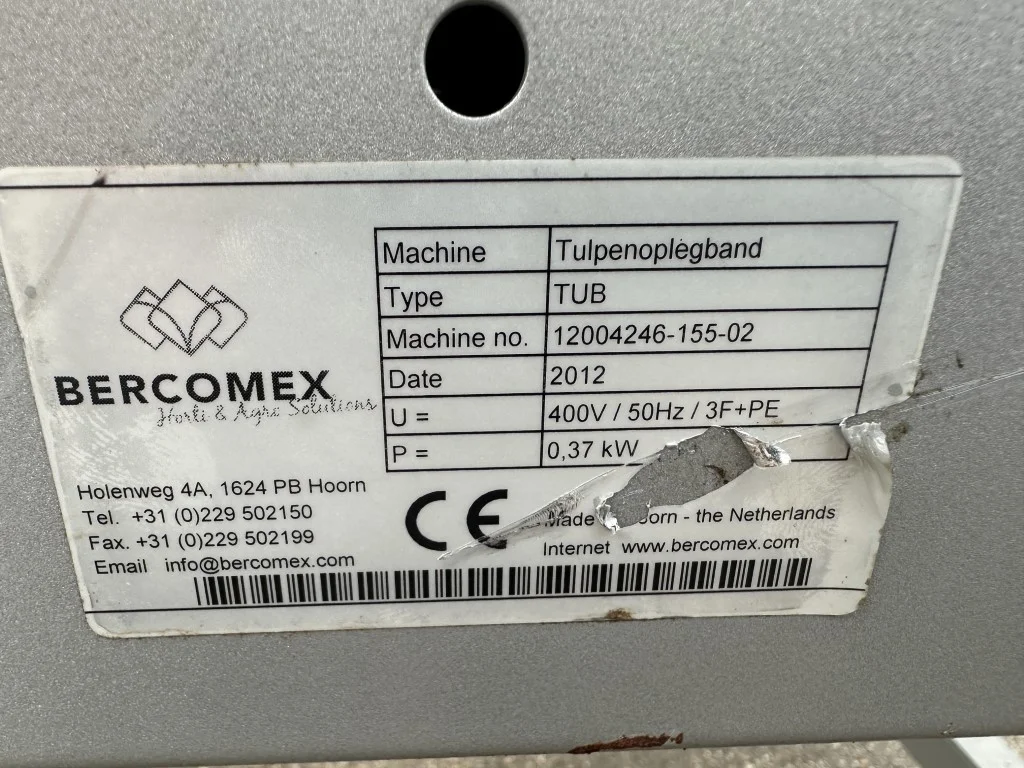 Machine Tulpenoplegband
Type TUB
Machine no. 12004246-155-02
Date 2012
U = 400V / 50Hz / 3F+PE
P = 0,37 kW
BERCOMEX
Horti & Agri Solutions
Holenweg 4A, 1624 PB Hoorn
Tel. +31 (0)229 502150
Fax. +31 (0)229 502199
Email info@bercomex.com
CE
Made - the Netherlands
Internet www.bercomex.com